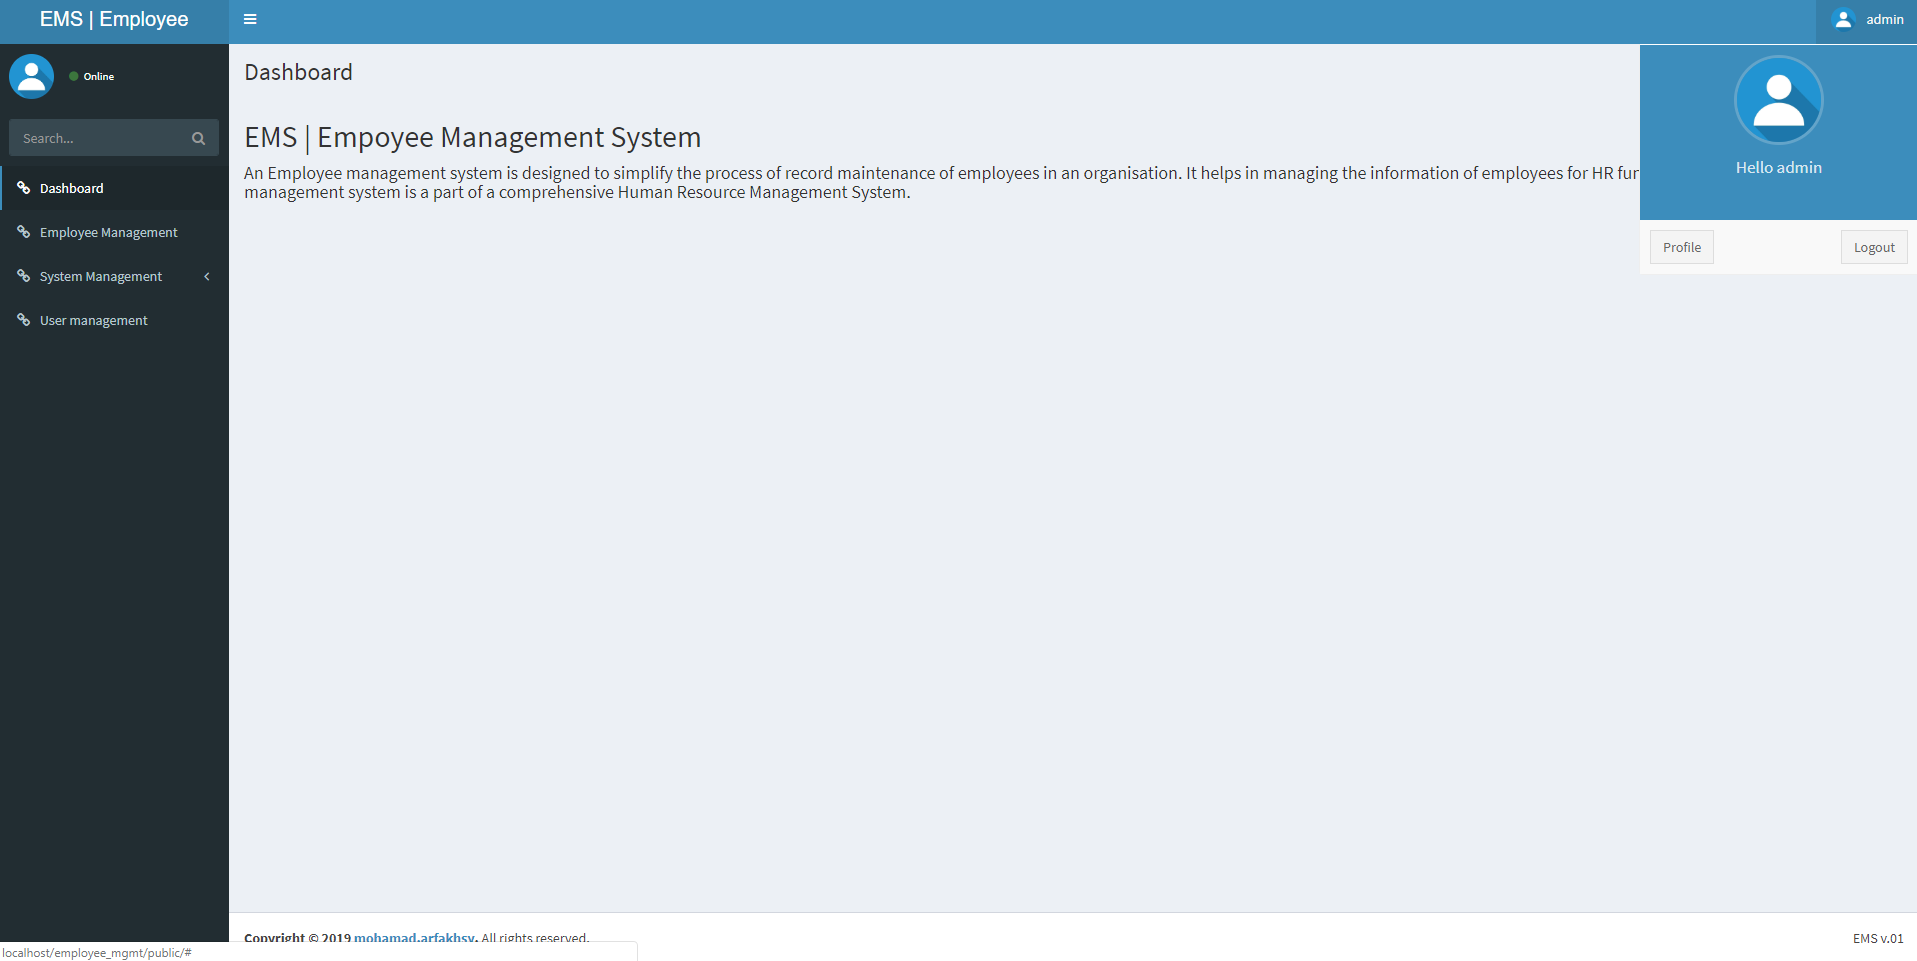 EMS | Employee
admin
Online
Search...
Dashboard
Employee Management
System Management
User management
Dashboard
EMS | Empoyee Management System
An Employee management system is designed to simplify the process of record maintenance of employees in an organisation. It helps in managing the information of employees for HR
management system is a part of a comprehensive Human Resource Management System.
Hello admin
Profile
Logout
Copyright © 2019 mohamad.arfakhsy. All rights reserved.
EMS v.01
localhost/employee_mgmt/public/#